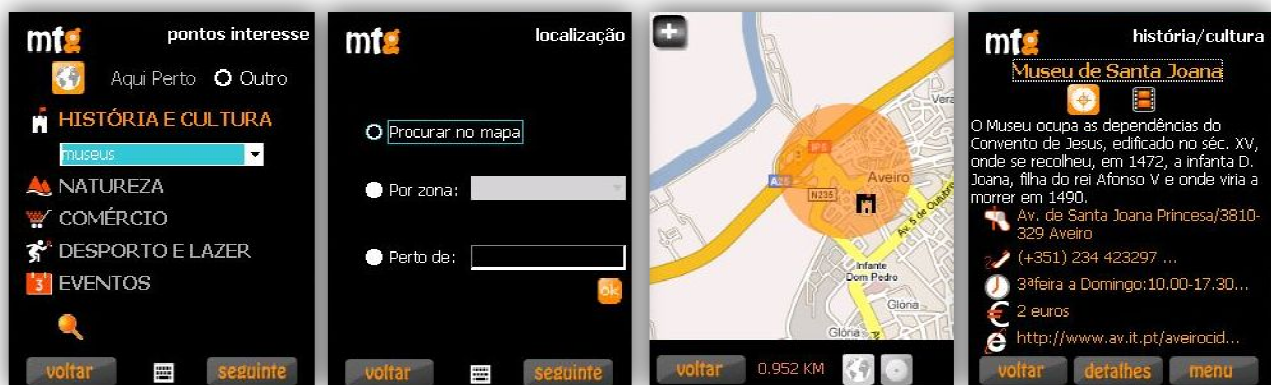 mtg
pontos interesse
Aqui Perto Outro
HISTÓRIA E CULTURA
museus
NATUREZA
COMÉRCIO
DESPORTO E LAZER
3 EVENTOS
voltar seguinte
mtg
localização
Procurar no mapa
Por zona:
Perto de:
ok
voltar seguinte
+
Vera
IP5
A25
Aveiro
N235
Av. 5 de Outubro
Infante
Dom Pedro
Glória
Glória
voltar 0.952 KM
mtg
história/cultura
Museu de Santa Joana
O Museu ocupa as dependências do
Convento de Jesus, edificado no séc. XV,
onde se recolheu, em 1472, a infanta D.
Joana, filha do rei Afonso V e onde viria a
morrer em 1490.
Av. de Santa Joana Princesa/3810-
329 Aveiro
(+351) 234 423297 ...
3ªfeira a Domingo:10.00-17.30...
2 euros
http://www.av.it.pt/aveirocid...
voltar detalhes menu